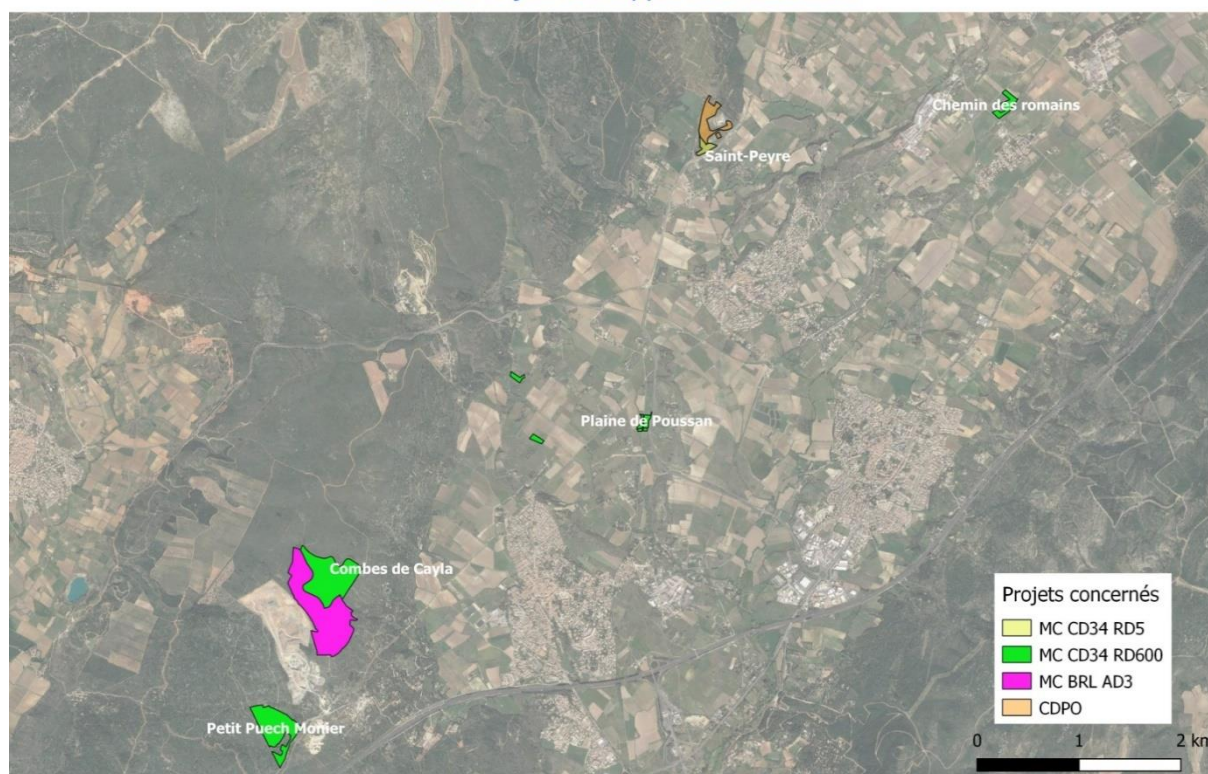 Chemin des romains
Saint-Peyre
Plaine de Poussan
Combes de Cayla
Petit Puech Monier
Projets concernés
MC CD34 RD5
MC CD34 RD600
MC BRL AD3
CDPO
0 1 2 km